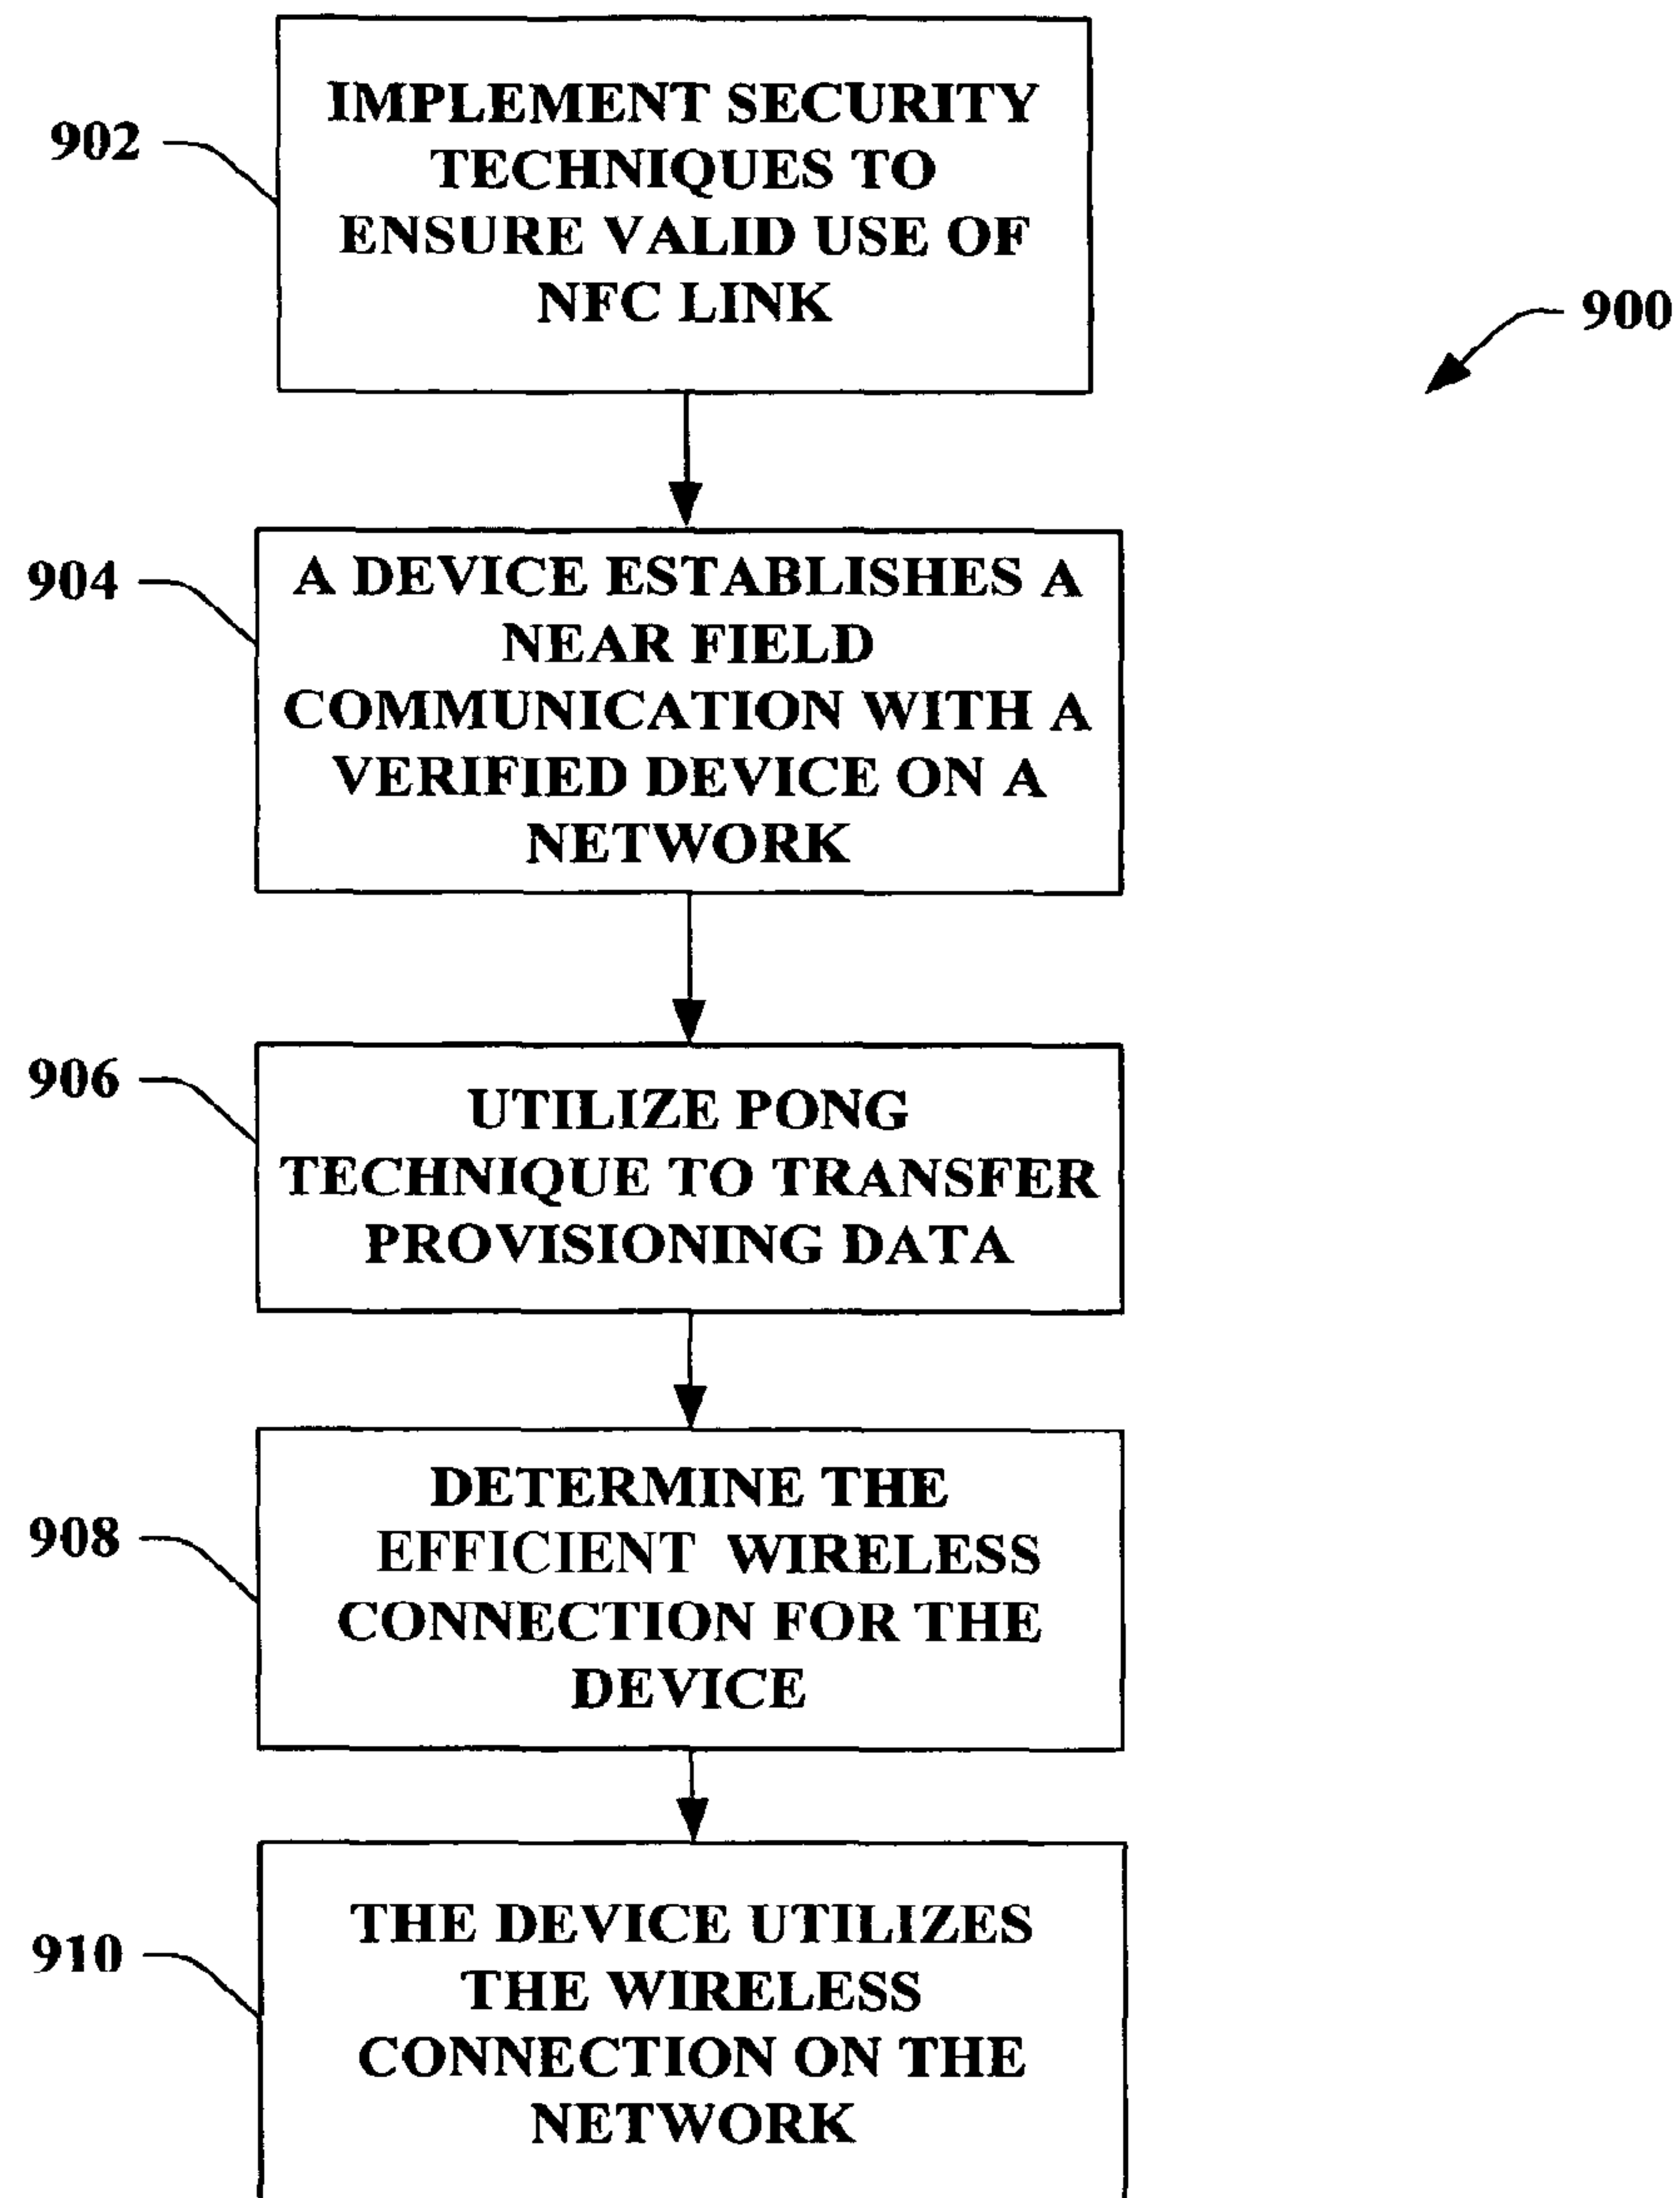 902
IMPLEMENT SECURITY
TECHNIQUES TO
ENSURE VALID USE OF
NFC LINK
900
904
A DEVICE ESTABLISHES A
NEAR FIELD
COMMUNICATION WITH A
VERIFIED DEVICE ON A
NETWORK
906
UTILIZE PONG
TECHNIQUE TO TRANSFER
PROVISIONING DATA
908
DETERMINE THE
EFFICIENT WIRELESS
CONNECTION FOR THE
DEVICE
910
THE DEVICE UTILIZES
THE WIRELESS
CONNECTION ON THE
NETWORK